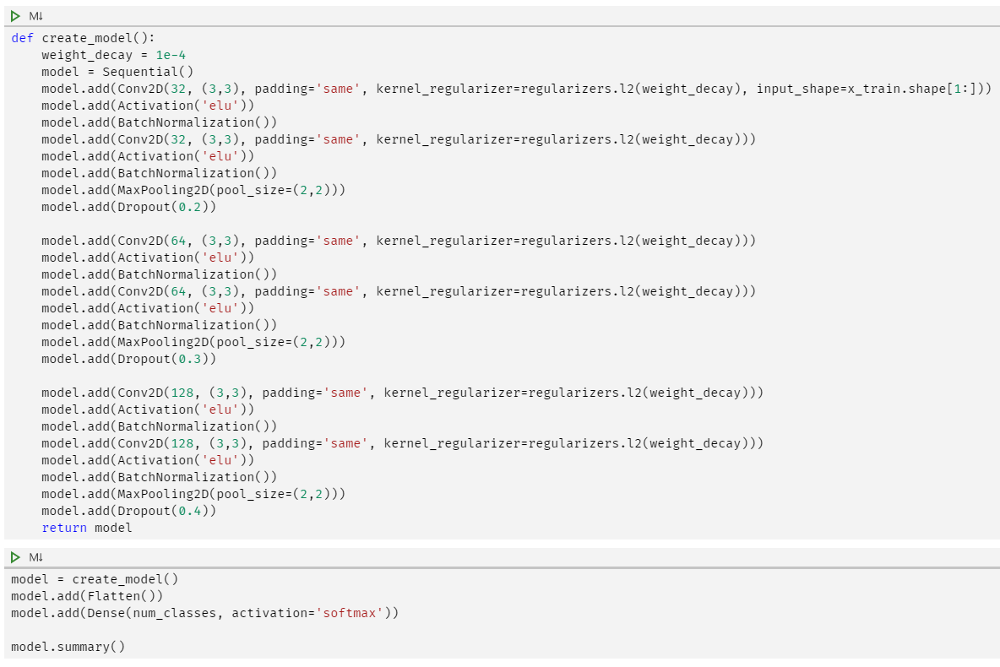 M↓
def create_model():
    weight_decay = 1e-4
    model = Sequential()
    model.add(Conv2D(32, (3,3), padding='same', kernel_regularizer=regularizers.l2(weight_decay), input_shape=x_train.shape[1:]))
    model.add(Activation('elu'))
    model.add(BatchNormalization())
    model.add(Conv2D(32, (3,3), padding='same', kernel_regularizer=regularizers.l2(weight_decay)))
    model.add(Activation('elu'))
    model.add(BatchNormalization())
    model.add(MaxPooling2D(pool_size=(2,2)))
    model.add(Dropout(0.2))

    model.add(Conv2D(64, (3,3), padding='same', kernel_regularizer=regularizers.l2(weight_decay)))
    model.add(Activation('elu'))
    model.add(BatchNormalization())
    model.add(Conv2D(64, (3,3), padding='same', kernel_regularizer=regularizers.l2(weight_decay)))
    model.add(Activation('elu'))
    model.add(BatchNormalization())
    model.add(MaxPooling2D(pool_size=(2,2)))
    model.add(Dropout(0.3))

    model.add(Conv2D(128, (3,3), padding='same', kernel_regularizer=regularizers.l2(weight_decay)))
    model.add(Activation('elu'))
    model.add(BatchNormalization())
    model.add(Conv2D(128, (3,3), padding='same', kernel_regularizer=regularizers.l2(weight_decay)))
    model.add(Activation('elu'))
    model.add(BatchNormalization())
    model.add(MaxPooling2D(pool_size=(2,2)))
    model.add(Dropout(0.4))
    return model
M↓
model = create_model()
model.add(Flatten())
model.add(Dense(num_classes, activation='softmax'))

model.summary()